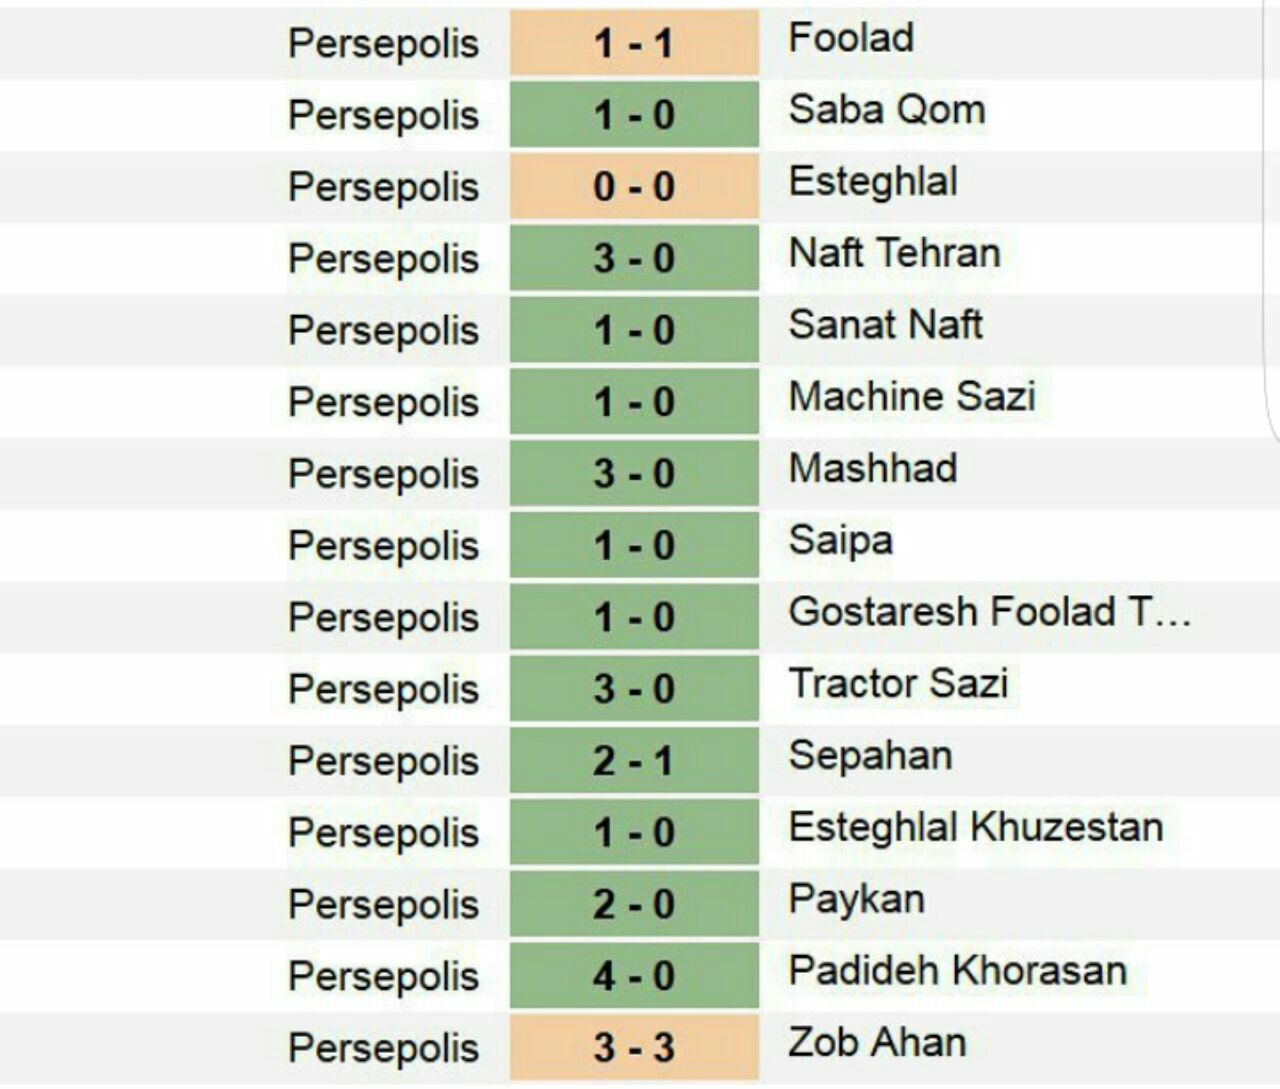 Persepolis 1 - 1 Foolad
Persepolis 1 - 0 Saba Qom
Persepolis 0 - 0 Esteghlal
Persepolis 3 - 0 Naft Tehran
Persepolis 1 - 0 Sanat Naft
Persepolis 1 - 0 Machine Sazi
Persepolis 3 - 0 Mashhad
Persepolis 1 - 0 Saipa
Persepolis 1 - 0 Gostaresh Foolad T...
Persepolis 3 - 0 Tractor Sazi
Persepolis 2 - 1 Sepahan
Persepolis 1 - 0 Esteghlal Khuzestan
Persepolis 2 - 0 Paykan
Persepolis 4 - 0 Padideh Khorasan
Persepolis 3 - 3 Zob Ahan